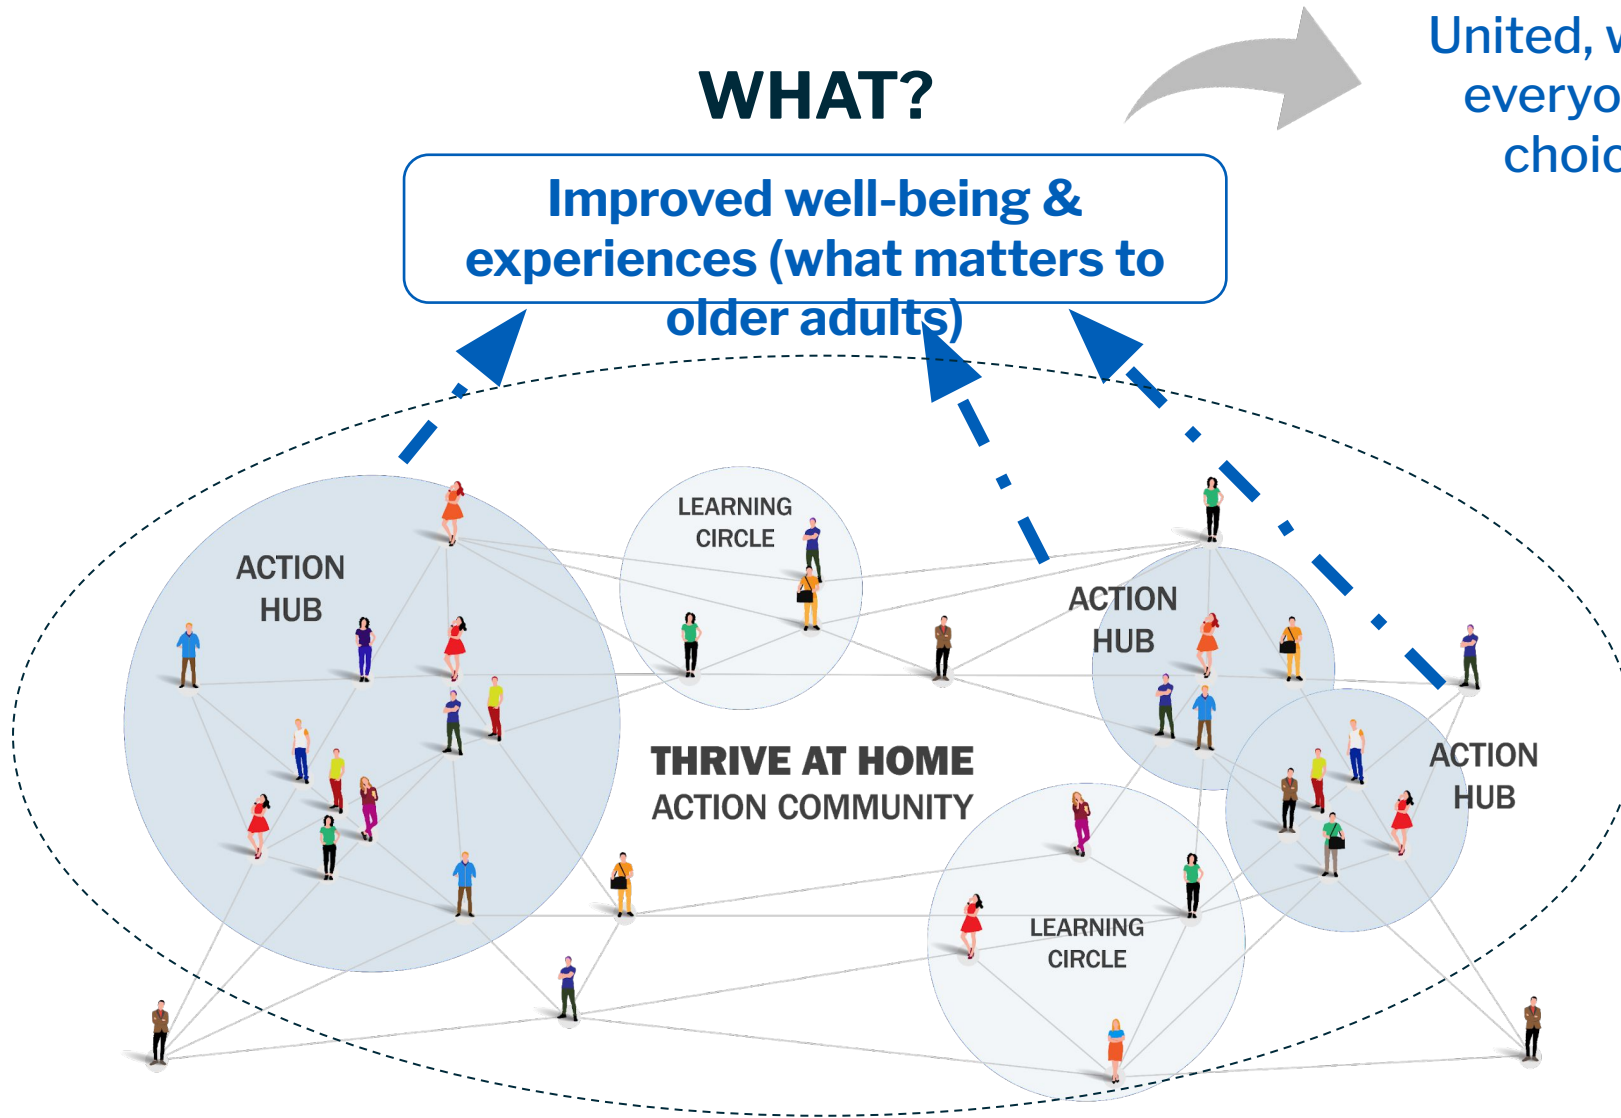 United,
WHAT?
Improved well-being &
experiences (what matters to
older adults)
LEARNING
CIRCLE
ACTION
HUB
ACTION
HUB
THRIVE AT HOME
ACTION COMMUNITY
ACTION
HUB
LEARNING
CIRCLE